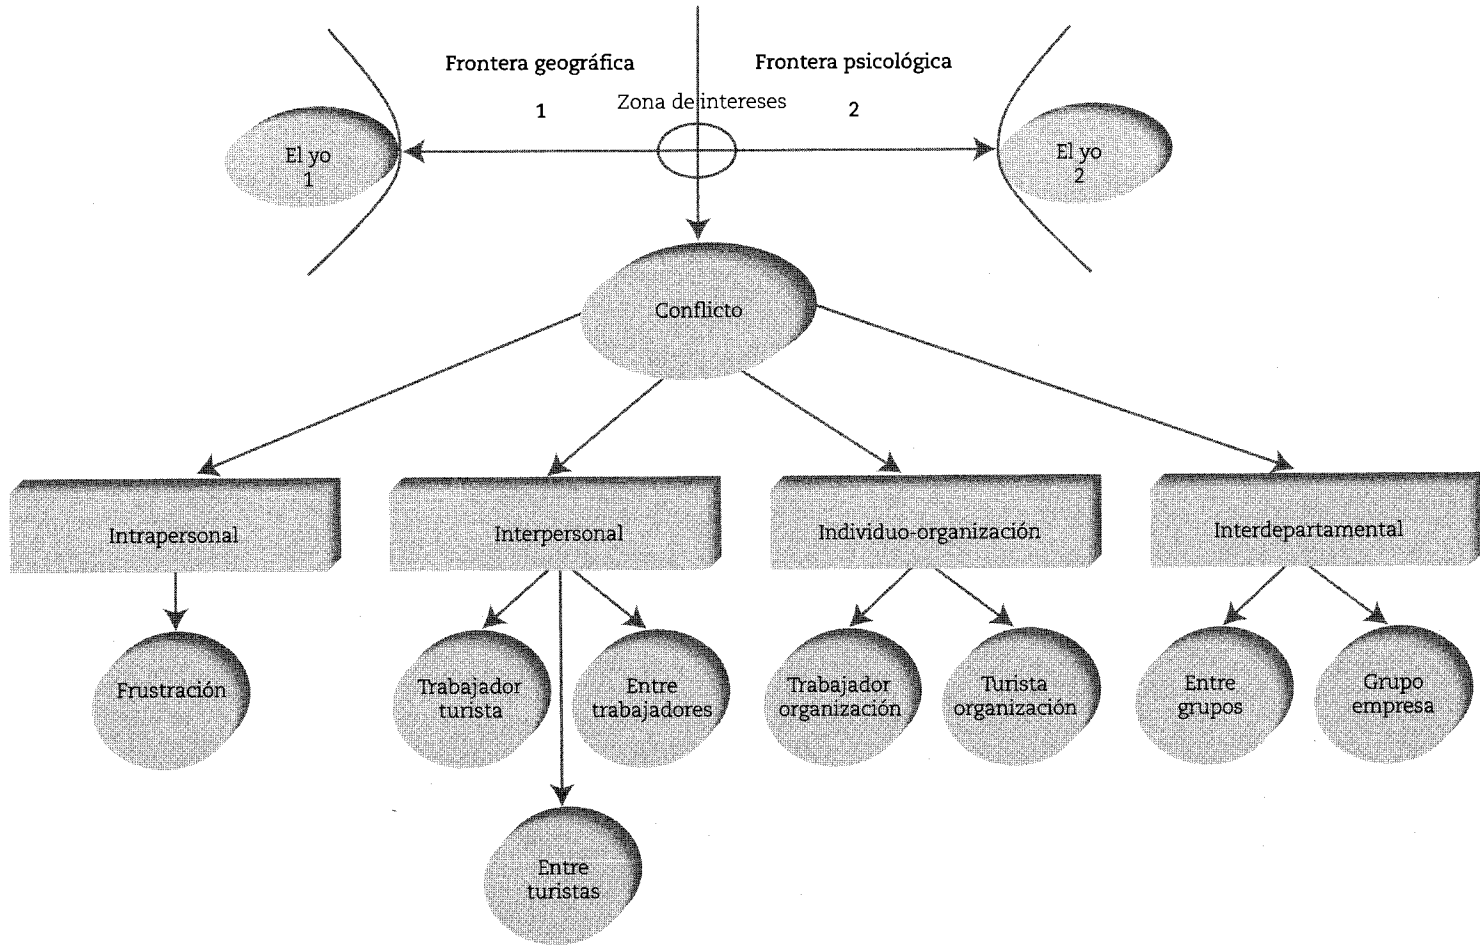 Frontera geográfica
Frontera psicológica
Zona de intereses
1
2
El yo
1
El yo
2
Conflicto
Intrapersonal
Interpersonal
Individuo-organización
Interdepartamental
Frustración
Trabajador
turista
Entre
trabajadores
Trabajador
organización
Turista
organización
Entre
grupos
Grupo
empresa
Entre
turistas